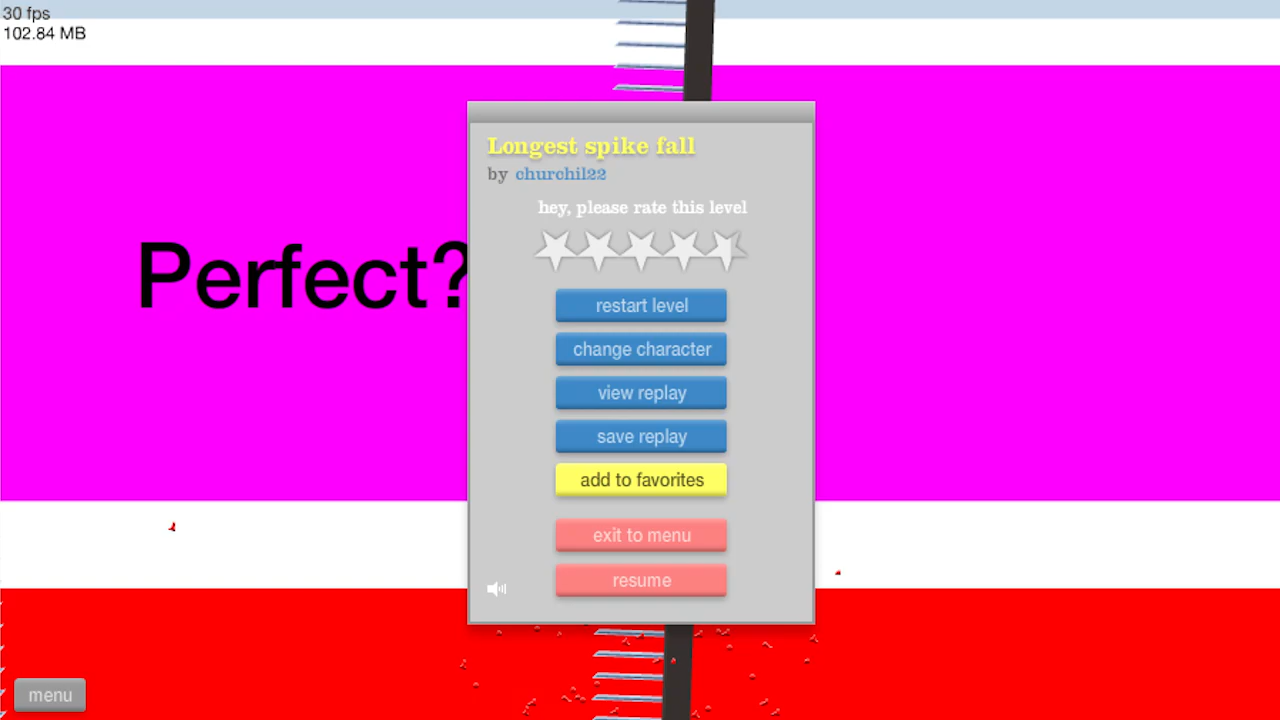 30 fps
102.84 MB
Longest spike fall
by churchil22
hey, please rate this level
Perfect?
restart level
change character
view replay
save replay
add to favorites
exit to menu
resume
menu